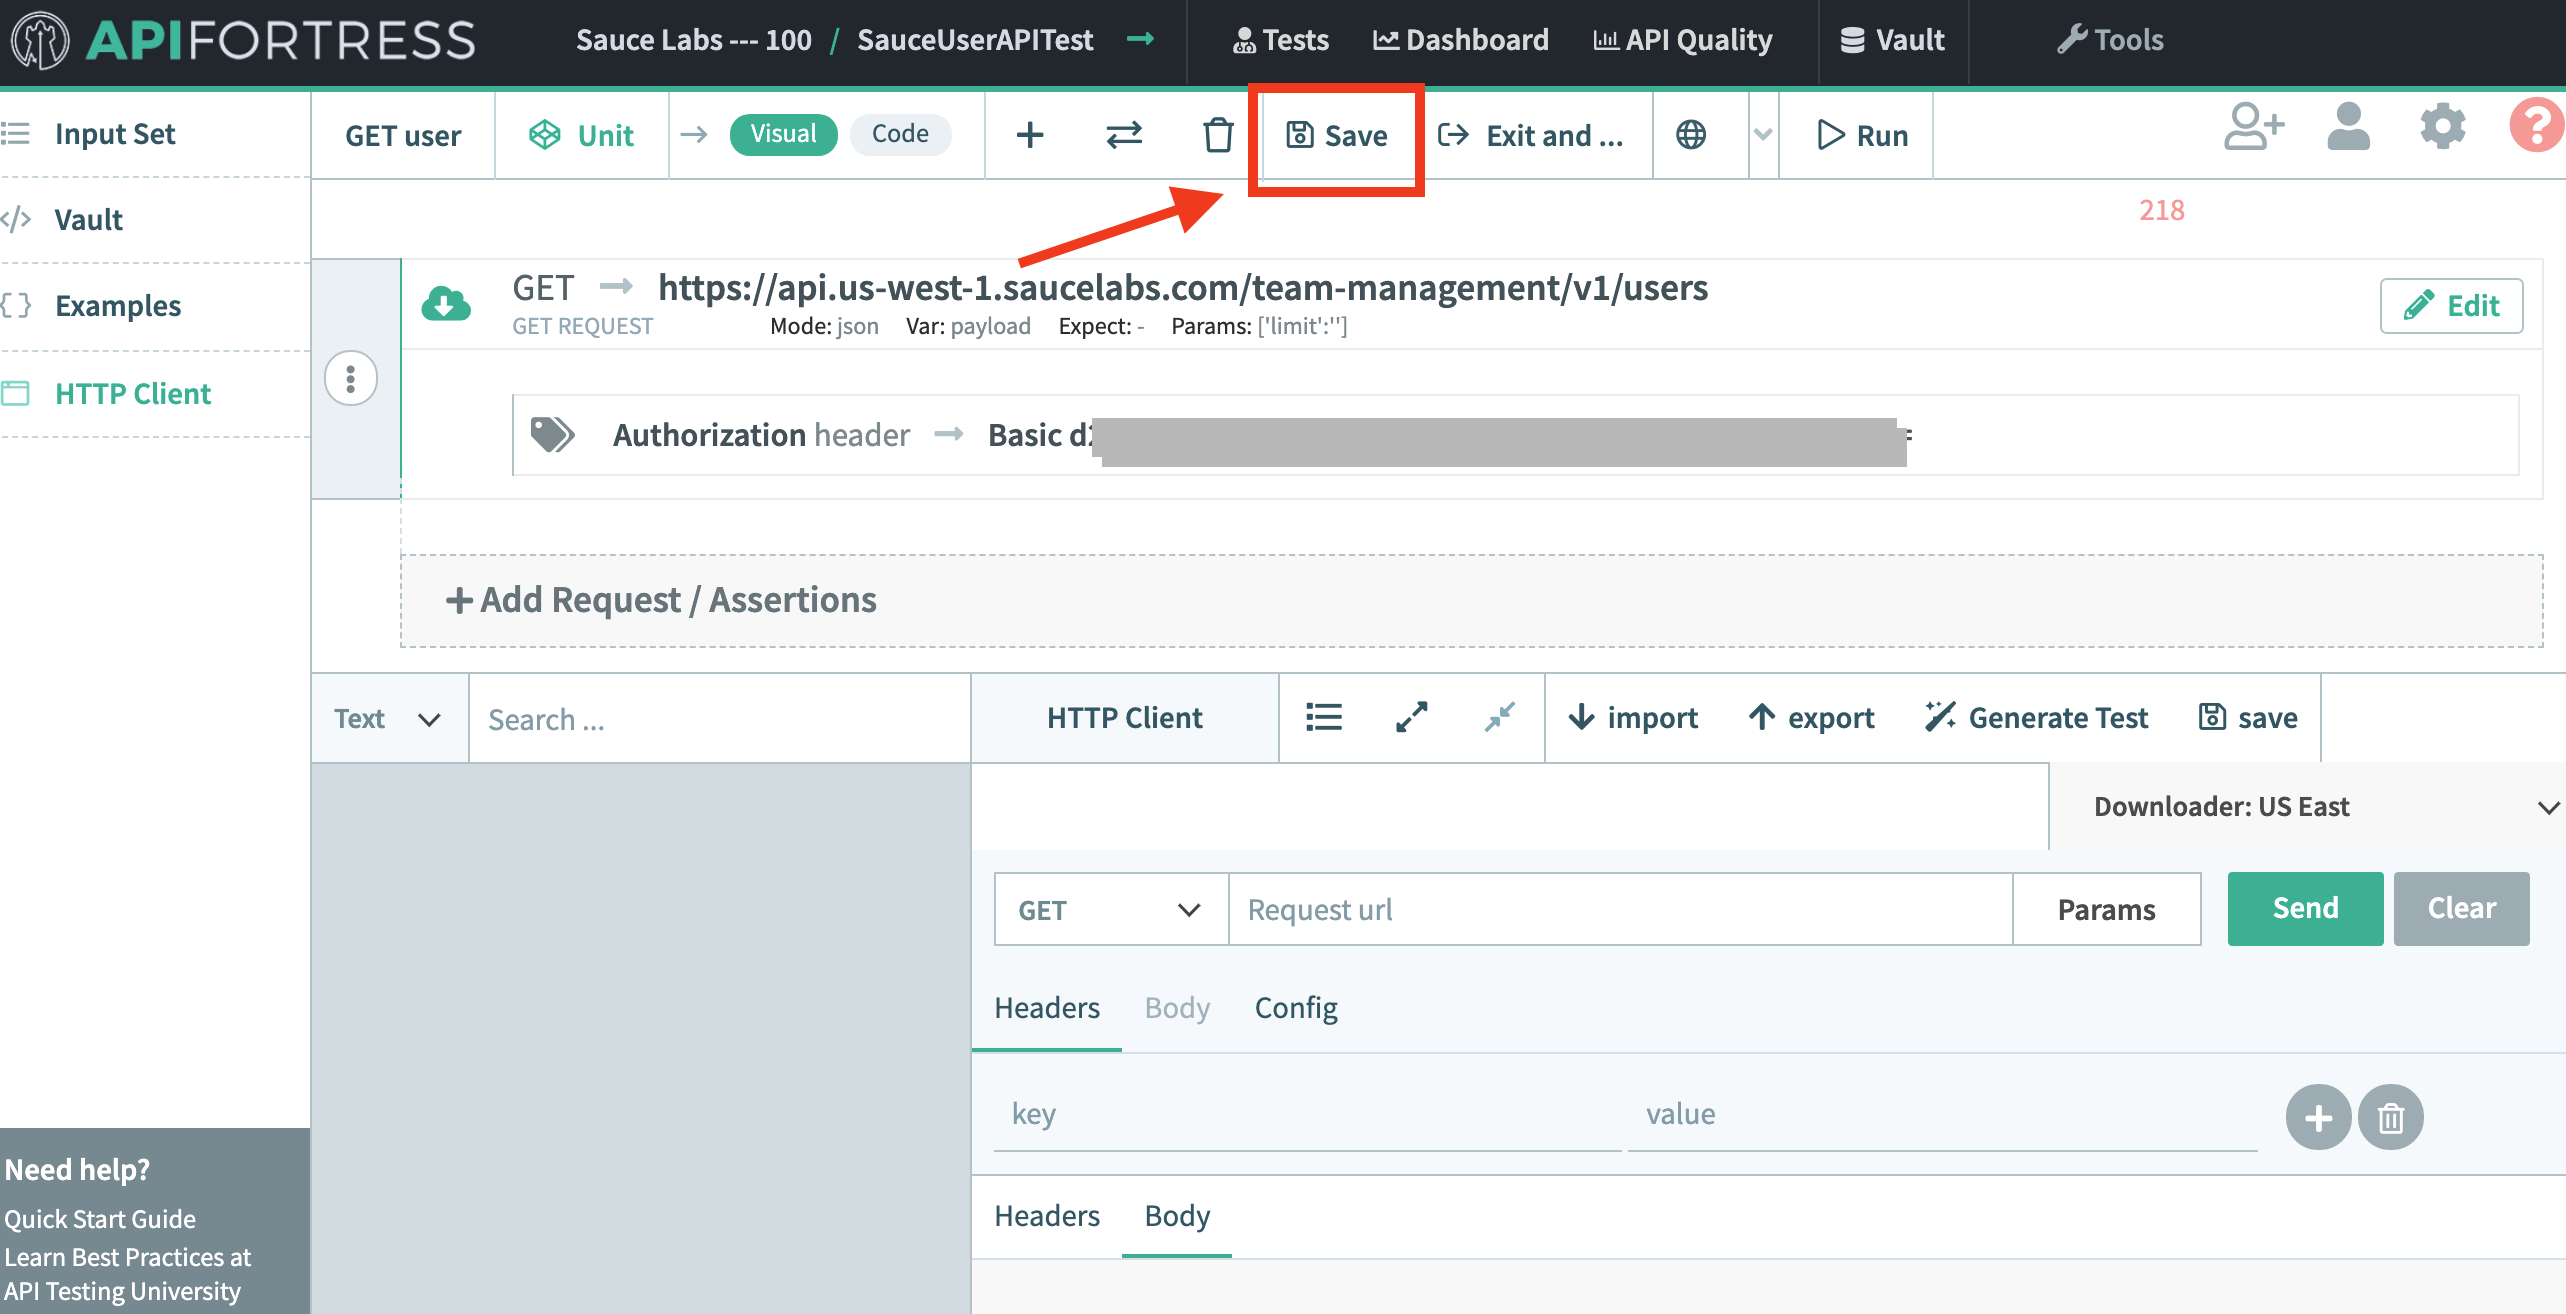 APIFORTRESS
Sauce Labs --- 100 / SauceUserAPITest
Tests
Dashboard
API Quality
Vault
Tools
Input Set
Vault
Examples
HTTP Client
GET user
Unit
Visual
Code
Save
Exit and ...
Run
?
218
GET https://api.us-west-1.saucelabs.com/team-management/v1/users
GET REQUEST Mode: json Var: payload Expect: - Params: ['limit':'']
Edit
Authorization header Basic d
+ Add Request / Assertions
Text
Search ...
HTTP Client
import
export
Generate Test
save
Downloader: US East
GET
Request url
Params
Send
Clear
Headers
Body
Config
key
value
Headers
Body
Need help?
Quick Start Guide
Learn Best Practices at
API Testing University